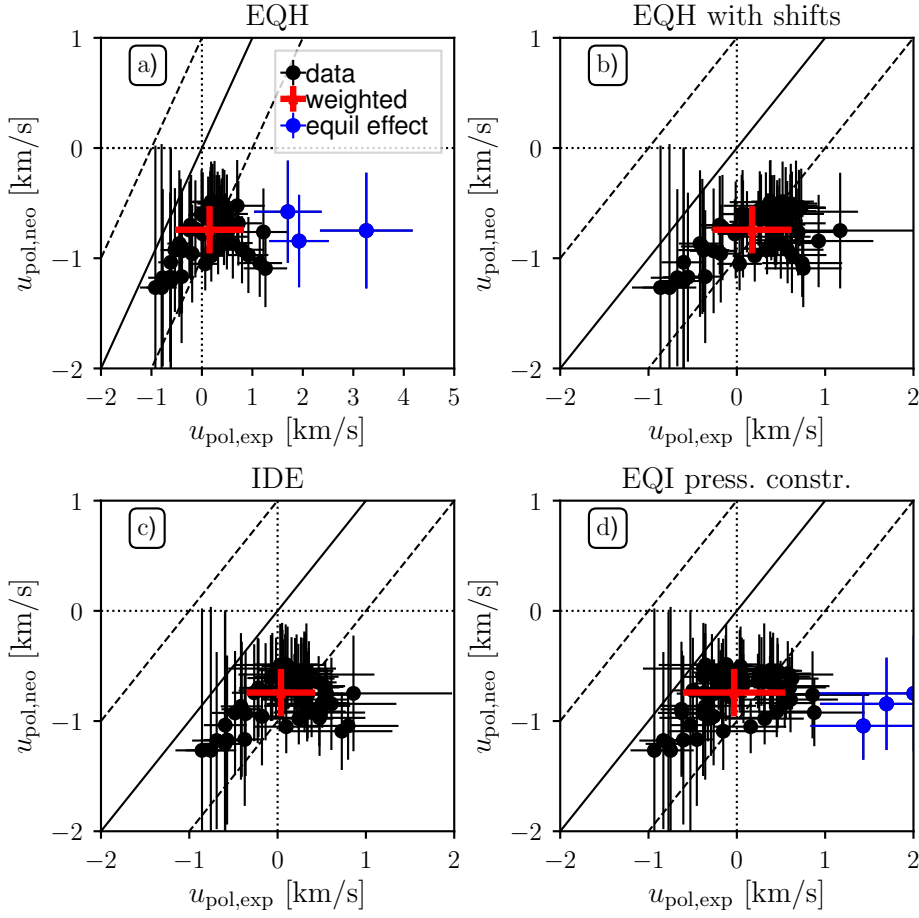 EQH
EQH with shifts
a)
data
weighted
equil effect
b)
1
0
−1
−2
u_pol,neo [km/s]
−2 −1 0 1 2 3 4 5
u_pol,exp [km/s]
1
0
−1
−2
u_pol,neo [km/s]
−2 −1 0 1 2
u_pol,exp [km/s]
IDE
EQI press. constr.
c)
d)
1
0
−1
−2
u_pol,neo [km/s]
−2 −1 0 1 2
u_pol,exp [km/s]
1
0
−1
−2
u_pol,neo [km/s]
−2 −1 0 1 2
u_pol,exp [km/s]